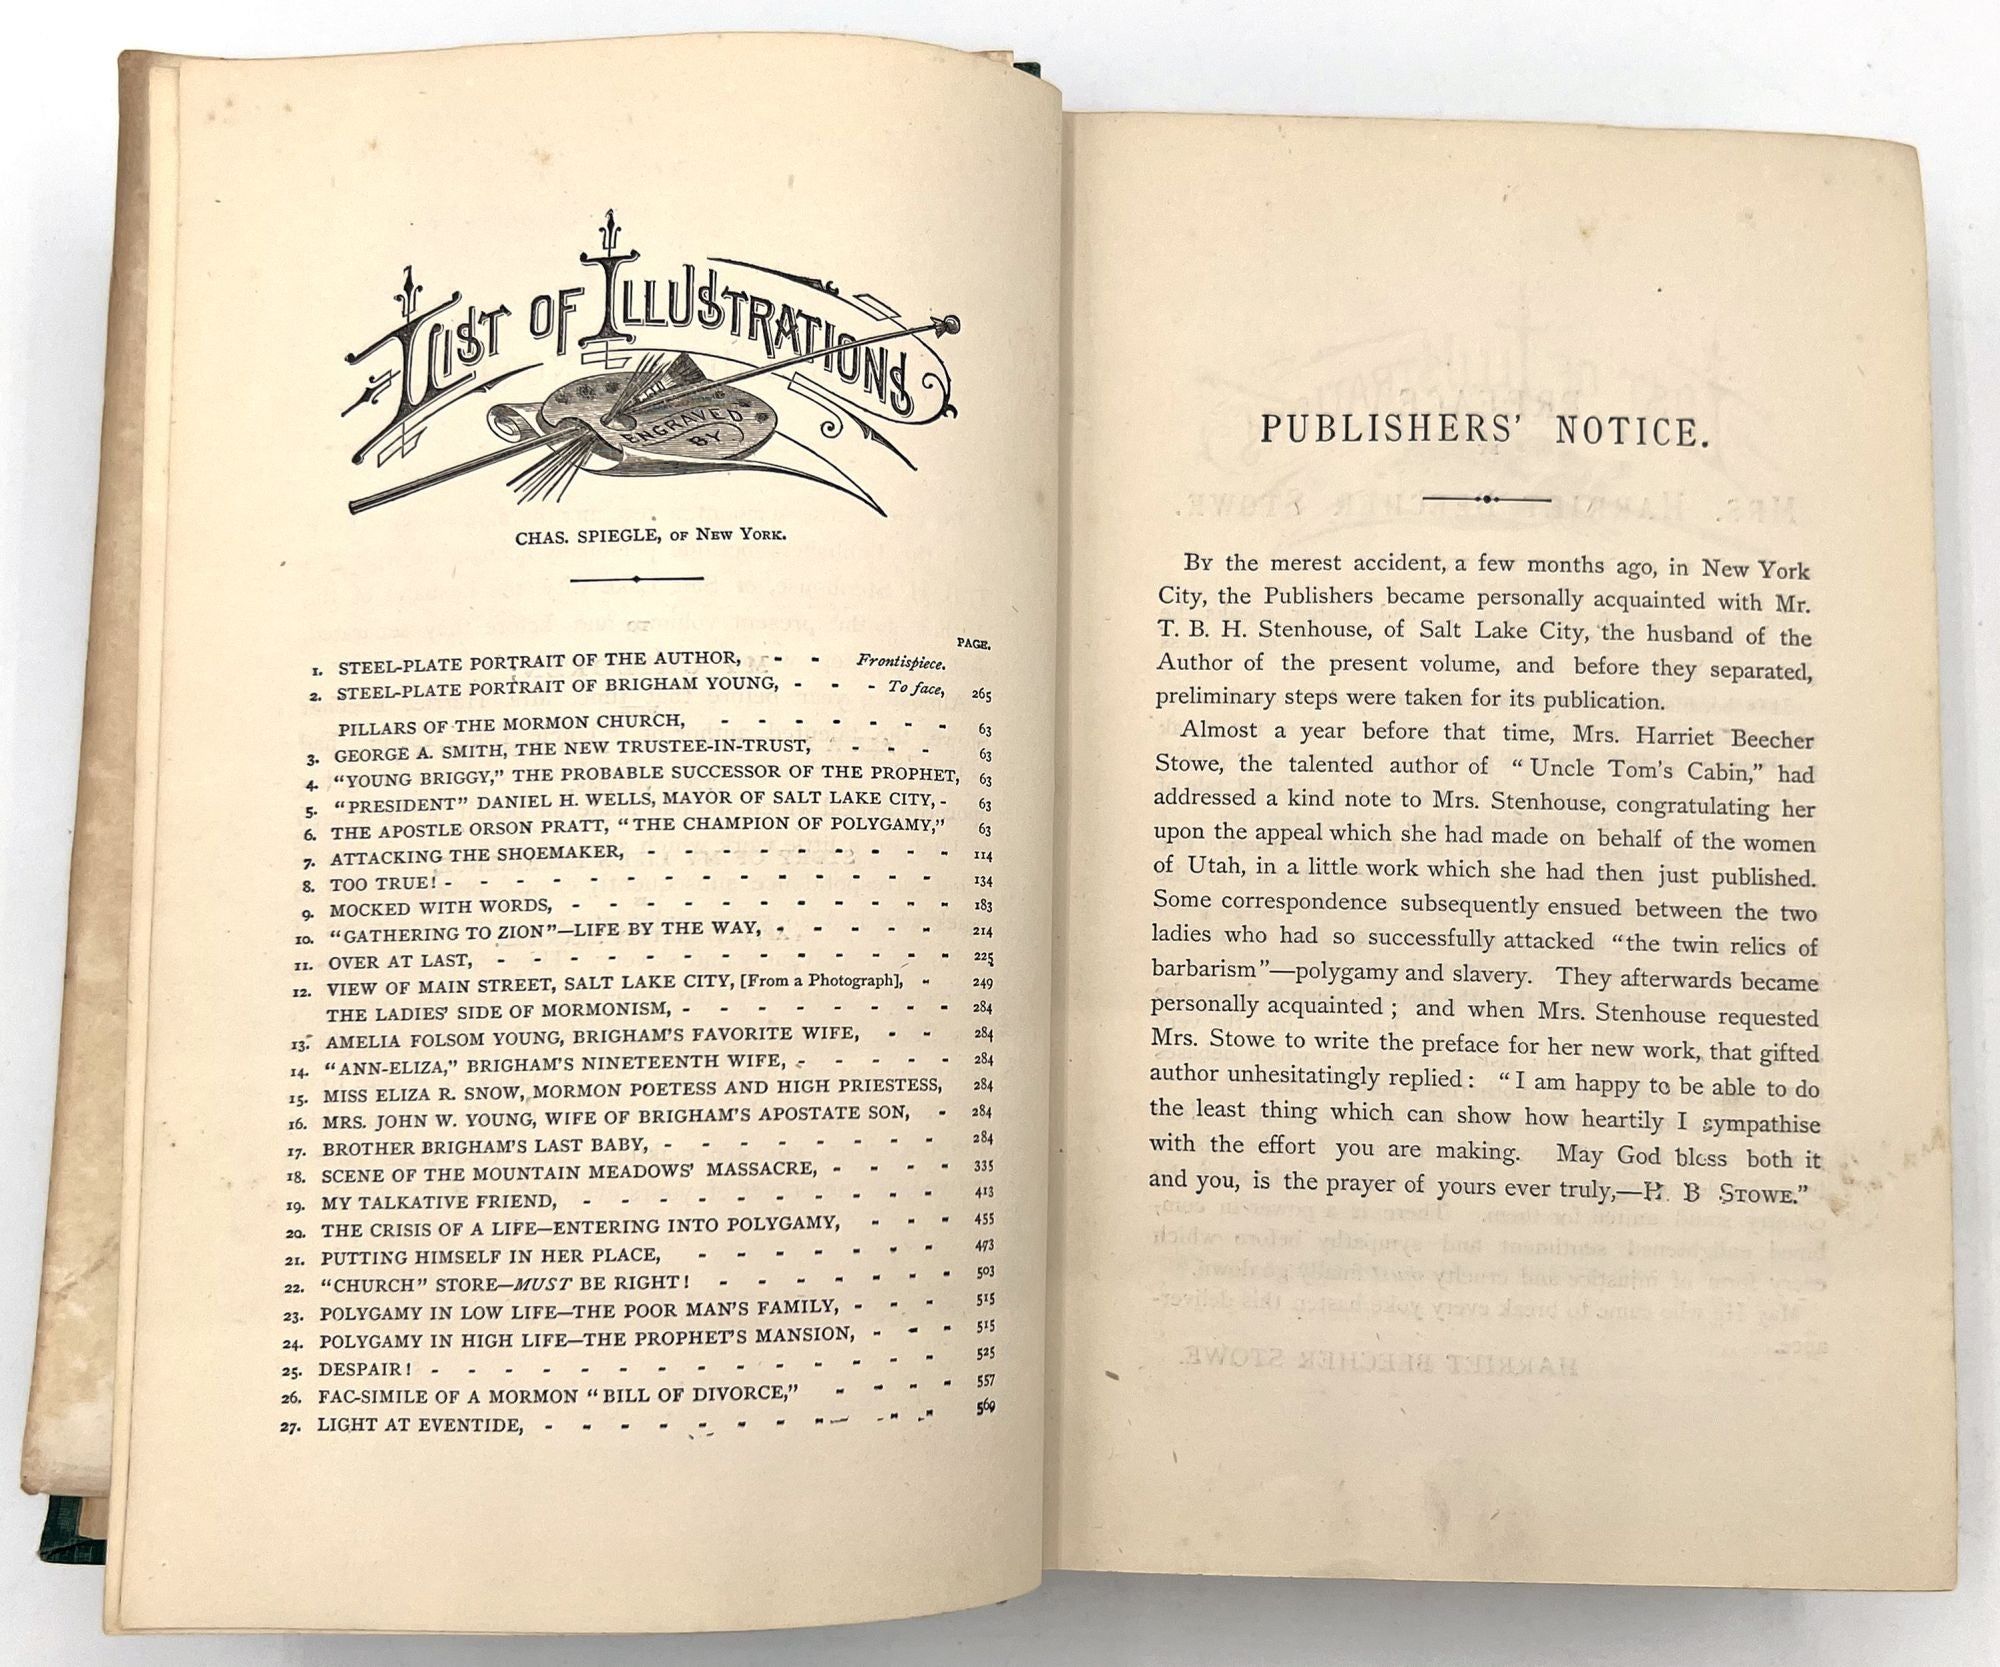 LIST OF ILLUSTRATIONS
ENGRAVED
BY
CHAS. SPIEGLE, OF NEW YORK.
PAGE.
1. STEEL-PLATE PORTRAIT OF THE AUTHOR, - - Frontispiece.
2. STEEL-PLATE PORTRAIT OF BRIGHAM YOUNG, - - - To face, 265
PILLARS OF THE MORMON CHURCH, - - - - - - - 63
3. GEORGE A. SMITH, THE NEW TRUSTEE-IN-TRUST, - - - 63
4. "YOUNG BRIGGY," THE PROBABLE SUCCESSOR OF THE PROPHET, 63
5. "PRESIDENT" DANIEL H. WELLS, MAYOR OF SALT LAKE CITY, - 63
6. THE APOSTLE ORSON PRATT, "THE CHAMPION OF POLYGAMY," 63
7. ATTACKING THE SHOEMAKER, - - - - - - - - - 114
8. TOO TRUE! - - - - - - - - - - - - - - 134
9. MOCKED WITH WORDS, - - - - - - - - - - - 183
10. "GATHERING TO ZION"—LIFE BY THE WAY, - - - - - 214
11. OVER AT LAST, - - - - - - - - - - - - - 225
12. VIEW OF MAIN STREET, SALT LAKE CITY, [From a Photograph], - 249
THE LADIES' SIDE OF MORMONISM, - - - - - - - - 284
13. AMELIA FOLSOM YOUNG, BRIGHAM'S FAVORITE WIFE, - - 284
14. "ANN-ELIZA," BRIGHAM'S NINETEENTH WIFE, - - - - - 284
15. MISS ELIZA R. SNOW, MORMON POETESS AND HIGH PRIESTESS, 284
16. MRS. JOHN W. YOUNG, WIFE OF BRIGHAM'S APOSTATE SON, - 284
17. BROTHER BRIGHAM'S LAST BABY, - - - - - - - - 284
18. SCENE OF THE MOUNTAIN MEADOWS' MASSACRE, - - - - 335
19. MY TALKATIVE FRIEND, - - - - - - - - - - 413
20. THE CRISIS OF A LIFE—ENTERING INTO POLYGAMY, - - - 455
21. PUTTING HIMSELF IN HER PLACE, - - - - - - - 473
22. "CHURCH" STORE—MUST BE RIGHT! - - - - - - - 503
23. POLYGAMY IN LOW LIFE—THE POOR MAN'S FAMILY, - - - 515
24. POLYGAMY IN HIGH LIFE—THE PROPHET'S MANSION, - - - 515
25. DESPAIR! - - - - - - - - - - - - - - 525
26. FAC-SIMILE OF A MORMON "BILL OF DIVORCE," - - - - 557
27. LIGHT AT EVENTIDE, - - - - - - - - - - - 569
PUBLISHERS' NOTICE.
BY the merest accident, a few months ago, in New York
City, the Publishers became personally acquainted with Mr.
T. B. H. Stenhouse, of Salt Lake City, the husband of the
Author of the present volume, and before they separated,
preliminary steps were taken for its publication.
Almost a year before that time, Mrs. Harriet Beecher
Stowe, the talented author of "Uncle Tom's Cabin," had
addressed a kind note to Mrs. Stenhouse, congratulating her
upon the appeal which she had made on behalf of the women
of Utah, in a little work which she had then just published.
Some correspondence subsequently ensued between the two
ladies who had so successfully attacked "the twin relics of
barbarism"—polygamy and slavery. They afterwards became
personally acquainted; and when Mrs. Stenhouse requested
Mrs. Stowe to write the preface for her new work, that gifted
author unhesitatingly replied: "I am happy to be able to do
the least thing which can show how heartily I sympathise
with the effort you are making. May God bless both it
and you, is the prayer of yours ever truly,—H. B STOWE."